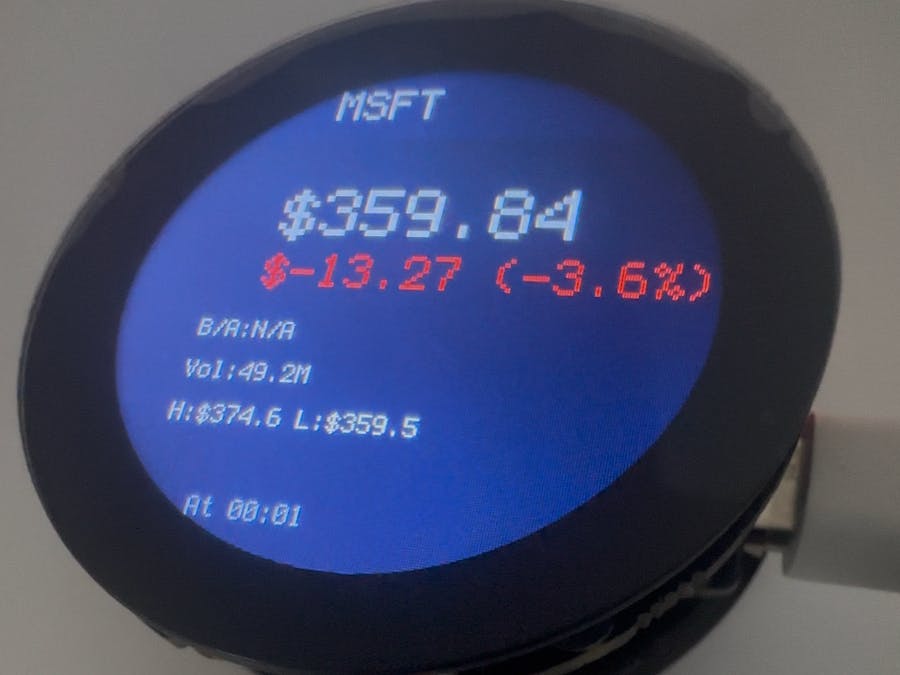 MSFT
$359.84
$-13.27 (-3.6%)
B/A:N/A
Vol:49.2M
H:$374.6 L:$359.5
At 00:01